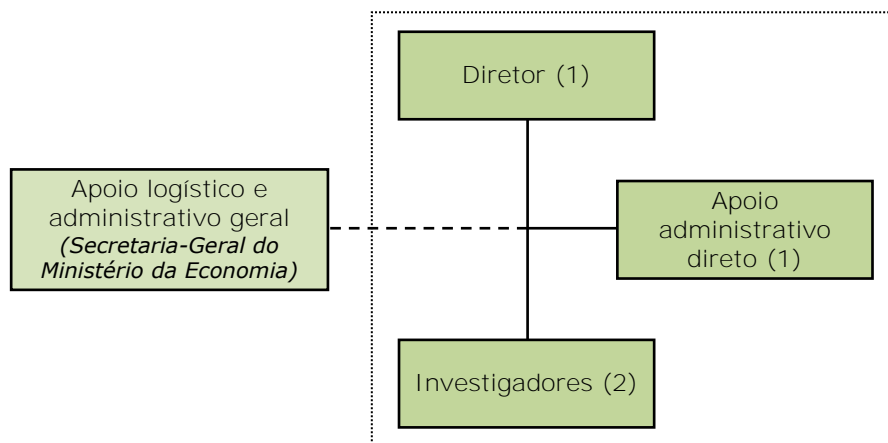 Diretor (1)
Apoio logístico e
administrativo geral
(Secretaria-Geral do
Ministério da Economia)
Apoio
administrativo
direto (1)
Investigadores (2)